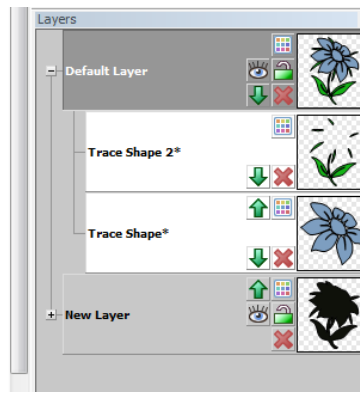 Layers
Default Layer
Trace Shape 2*
Trace Shape*
New Layer